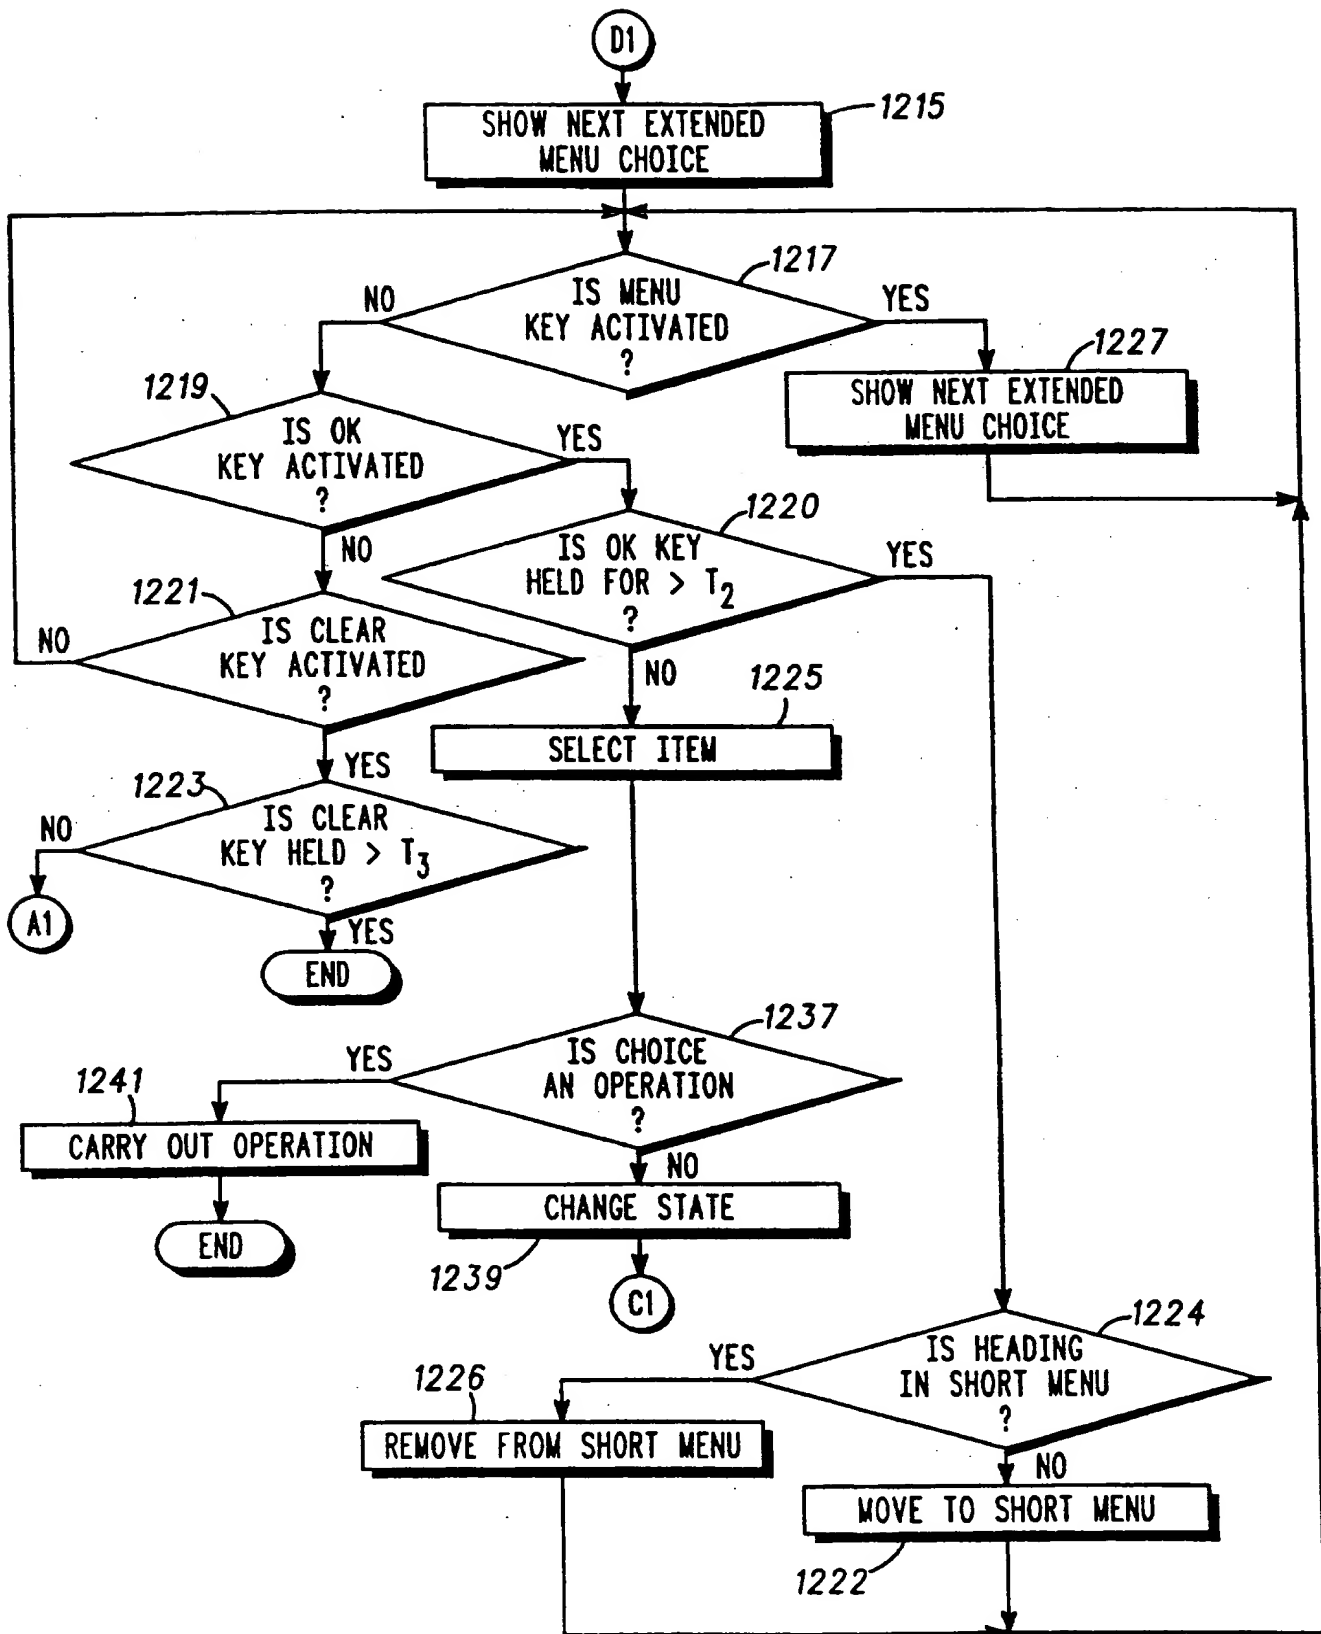 D1
1215
SHOW NEXT EXTENDED
MENU CHOICE
1217
IS MENU
KEY ACTIVATED
?
NO
YES
1227
SHOW NEXT EXTENDED
MENU CHOICE
1219
IS OK
KEY ACTIVATED
?
YES
NO
1220
IS OK KEY
HELD FOR > T2
?
YES
NO
1221
IS CLEAR
KEY ACTIVATED
?
NO
YES
1225
SELECT ITEM
1223
IS CLEAR
KEY HELD > T3
?
NO
A1
YES
END
1237
IS CHOICE
AN OPERATION
?
YES
NO
1241
CARRY OUT OPERATION
END
CHANGE STATE
1239
C1
1224
IS HEADING
IN SHORT MENU
?
YES
NO
1226
REMOVE FROM SHORT MENU
MOVE TO SHORT MENU
1222